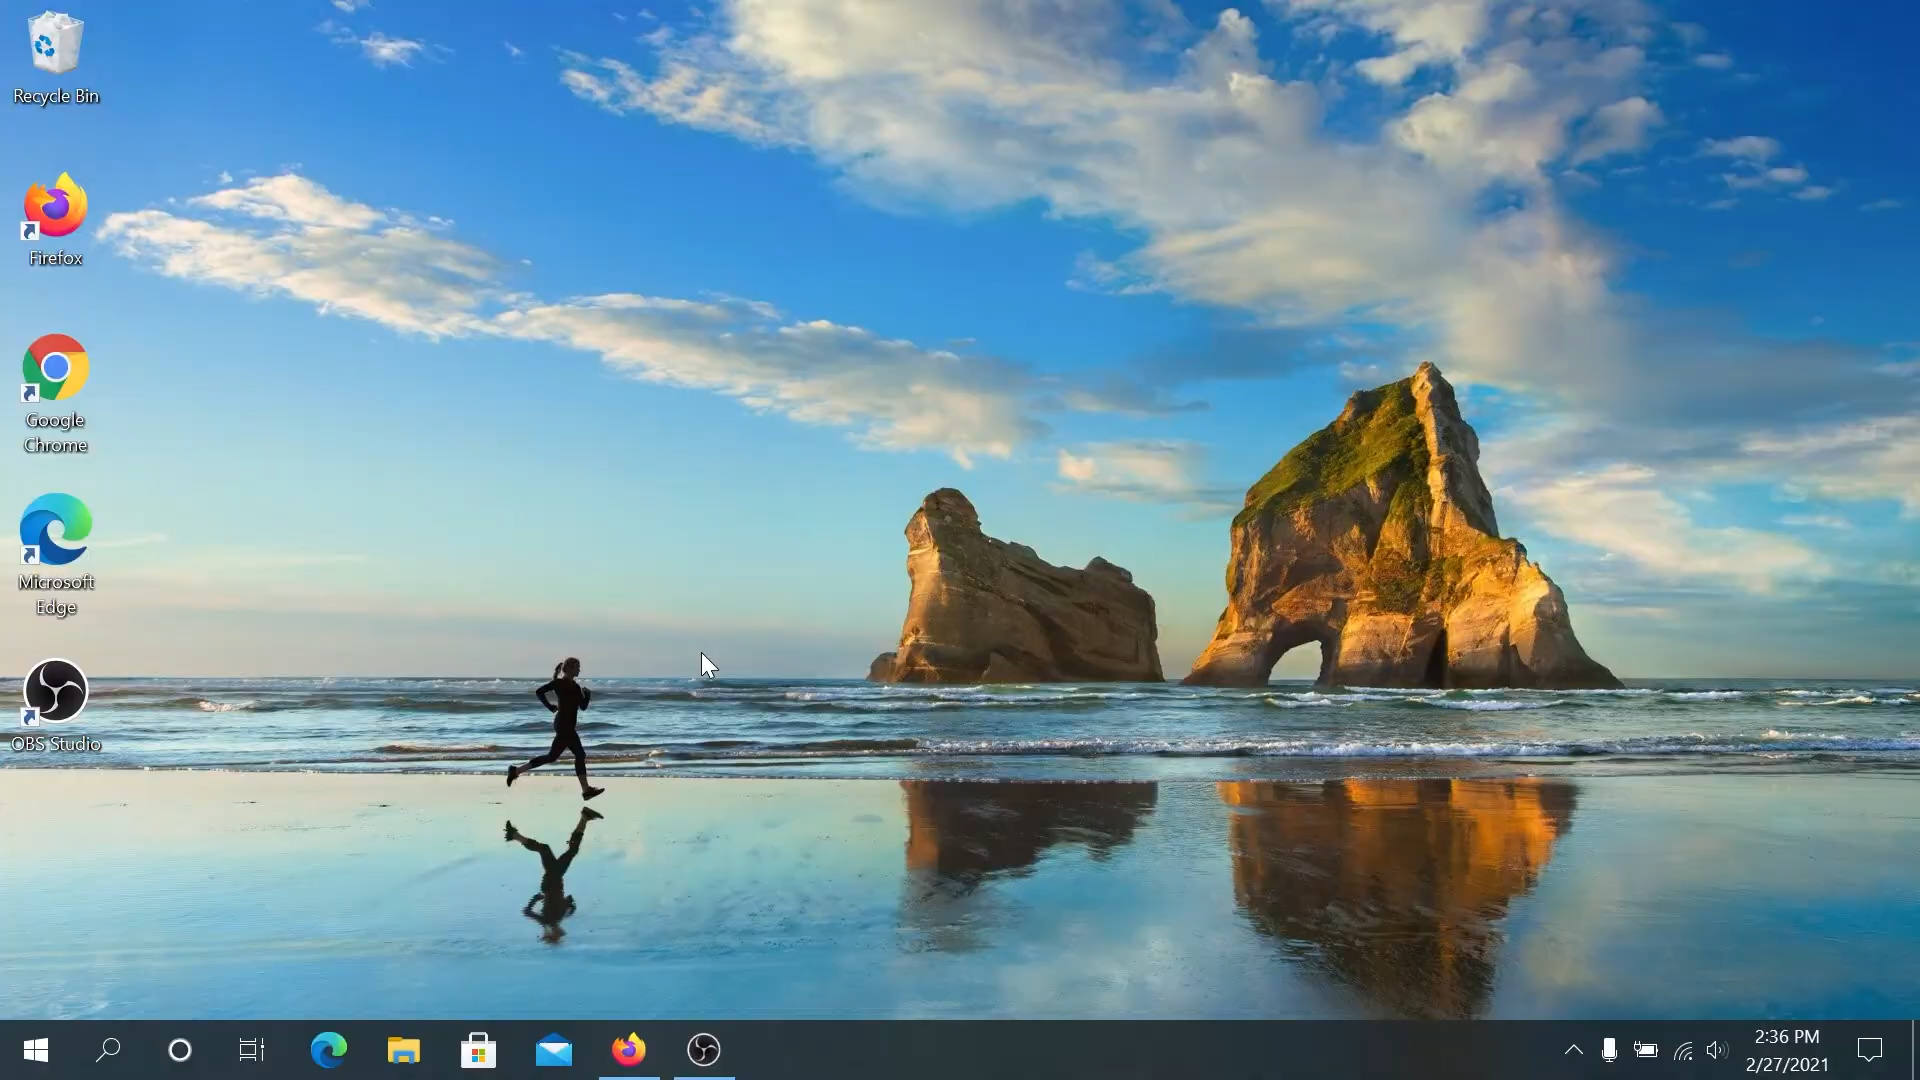 Recycle Bin
Firefox
Google
Chrome
Microsoft
Edge
OBS Studio
2:36 PM
2/27/2021